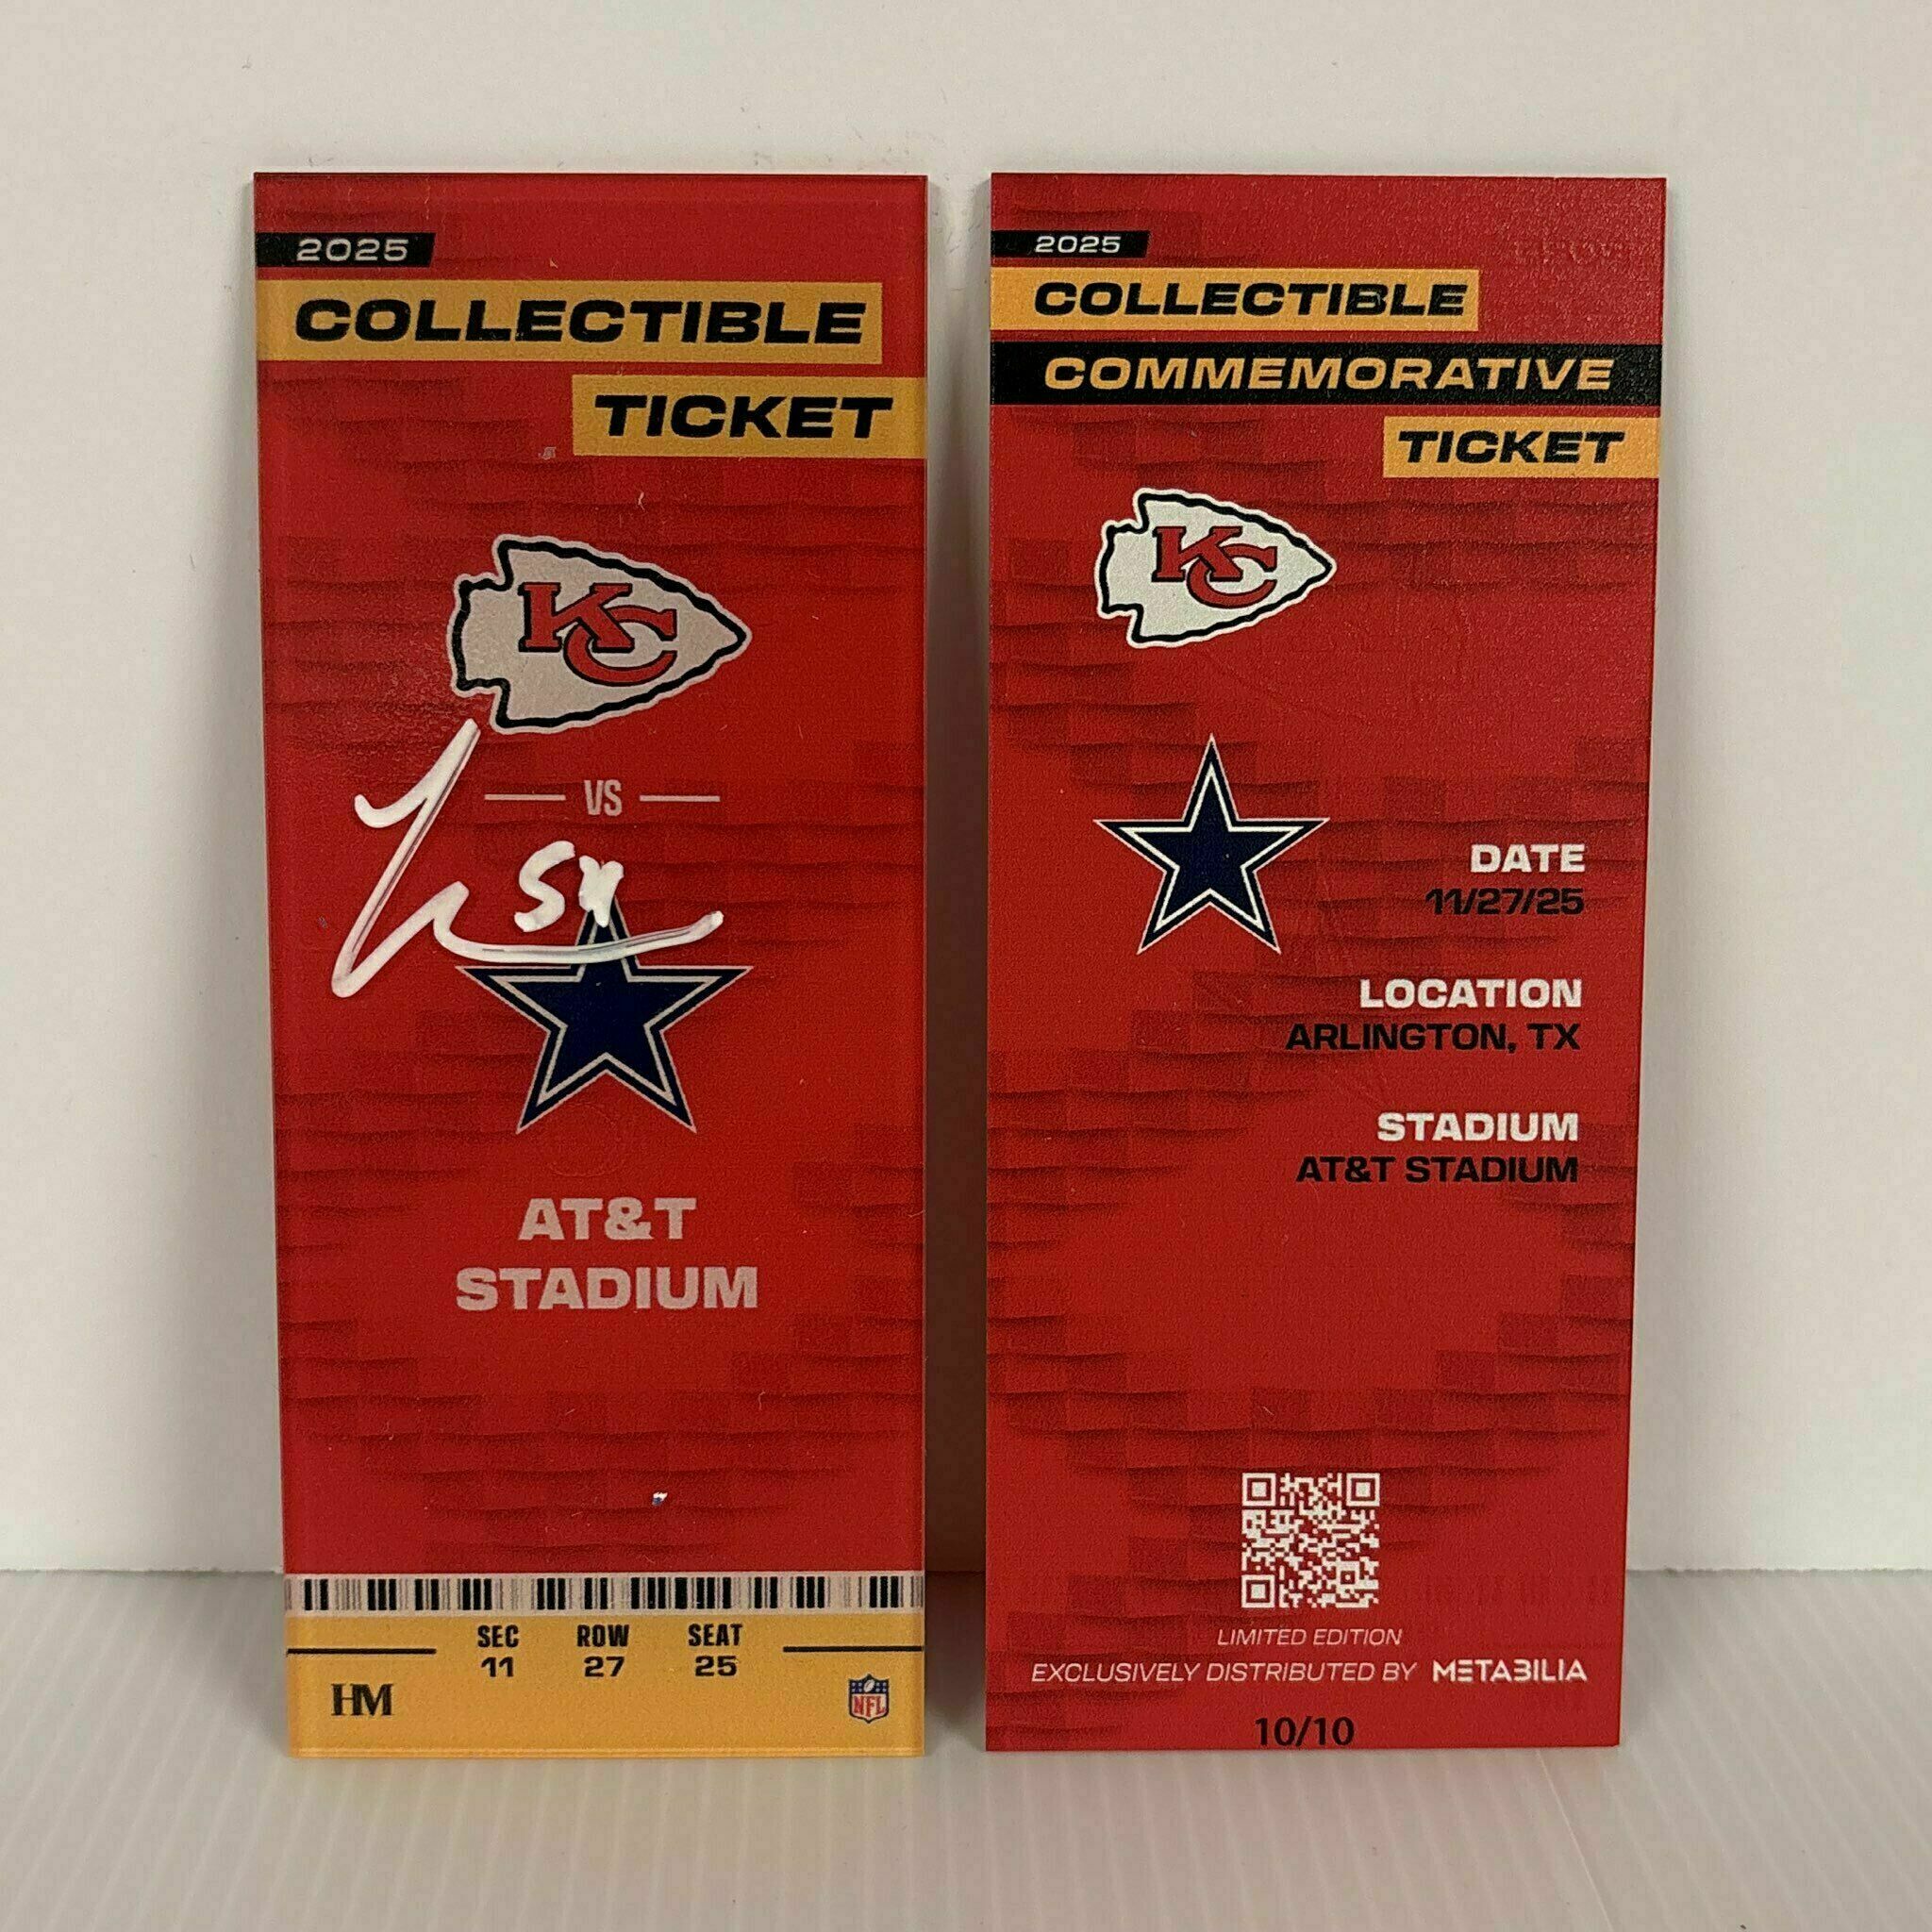 2025
COLLECTIBLE
TICKET
KC
VS
AT&T
STADIUM
SEC ROW SEAT
11 27 25
HM
NFL
2025
COLLECTIBLE
COMMEMORATIVE
TICKET
KC
DATE
11/27/25
LOCATION
ARLINGTON, TX
STADIUM
AT&T STADIUM
LIMITED EDITION
EXCLUSIVELY DISTRIBUTED BY METABILIA
10/10